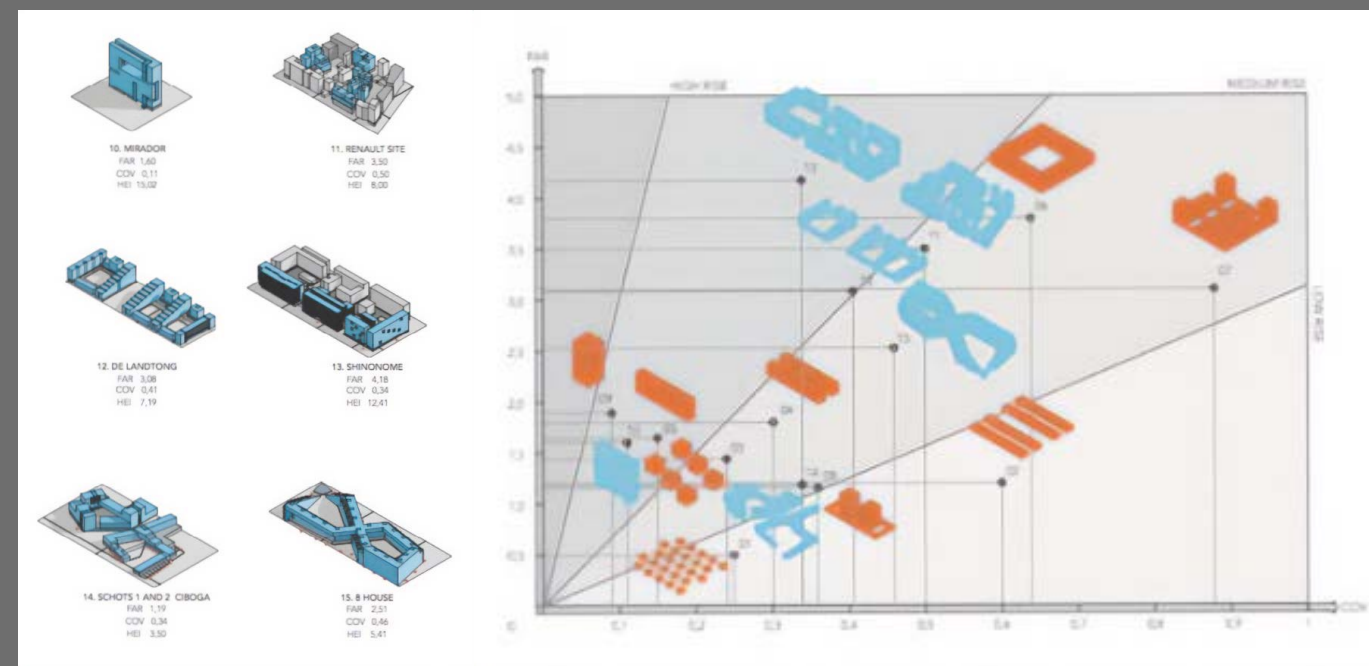 10. MIRADOR
FAR 1,60
COV 0,11
HEI 15,02
11. RENAULT SITE
FAR 3,50
COV 0,50
HEI 8,00
12. DE LANDTONG
FAR 3,08
COV 0,41
HEI 7,19
13. SHINONOME
FAR 4,18
COV 0,34
HEI 12,41
14. SCHOTS 1 AND 2 CIBOGA
FAR 1,19
COV 0,34
HEI 3,50
15. 8 HOUSE
FAR 2,51
COV 0,46
HEI 5,41
FAR
HIGH RISE
MEDIUM RISE
LOW RISE
5,0
4,5
4,0
3,5
3,0
2,5
2,0
1,5
1,0
0,5
0
0,1
0,2
0,3
0,4
0,5
0,6
0,7
0,8
0,9
1
COV